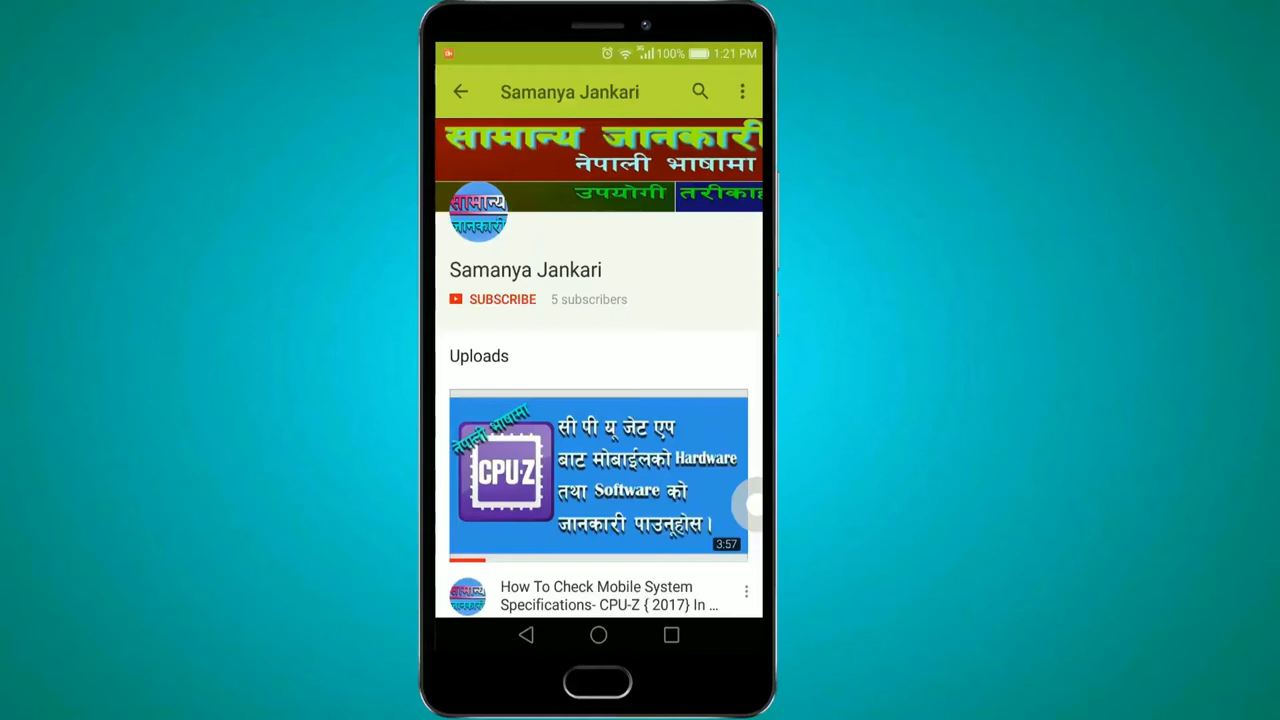 100% 1:21 PM
Samanya Jankari
सामान्य जानकारी
नेपाली भाषामा
उपयोगी
सामान्य
जानकारी
Samanya Jankari
SUBSCRIBE 5 subscribers
Uploads
नेपाली भाषामा
CPU-Z
सी पी यू जेट एप
बाट मोबाईलको Hardware
तथा Software को
जानकारी पाउनूहोस।
3:57
सामान्य
जानकारी
How To Check Mobile System
Specifications- CPU-Z { 2017} In ...